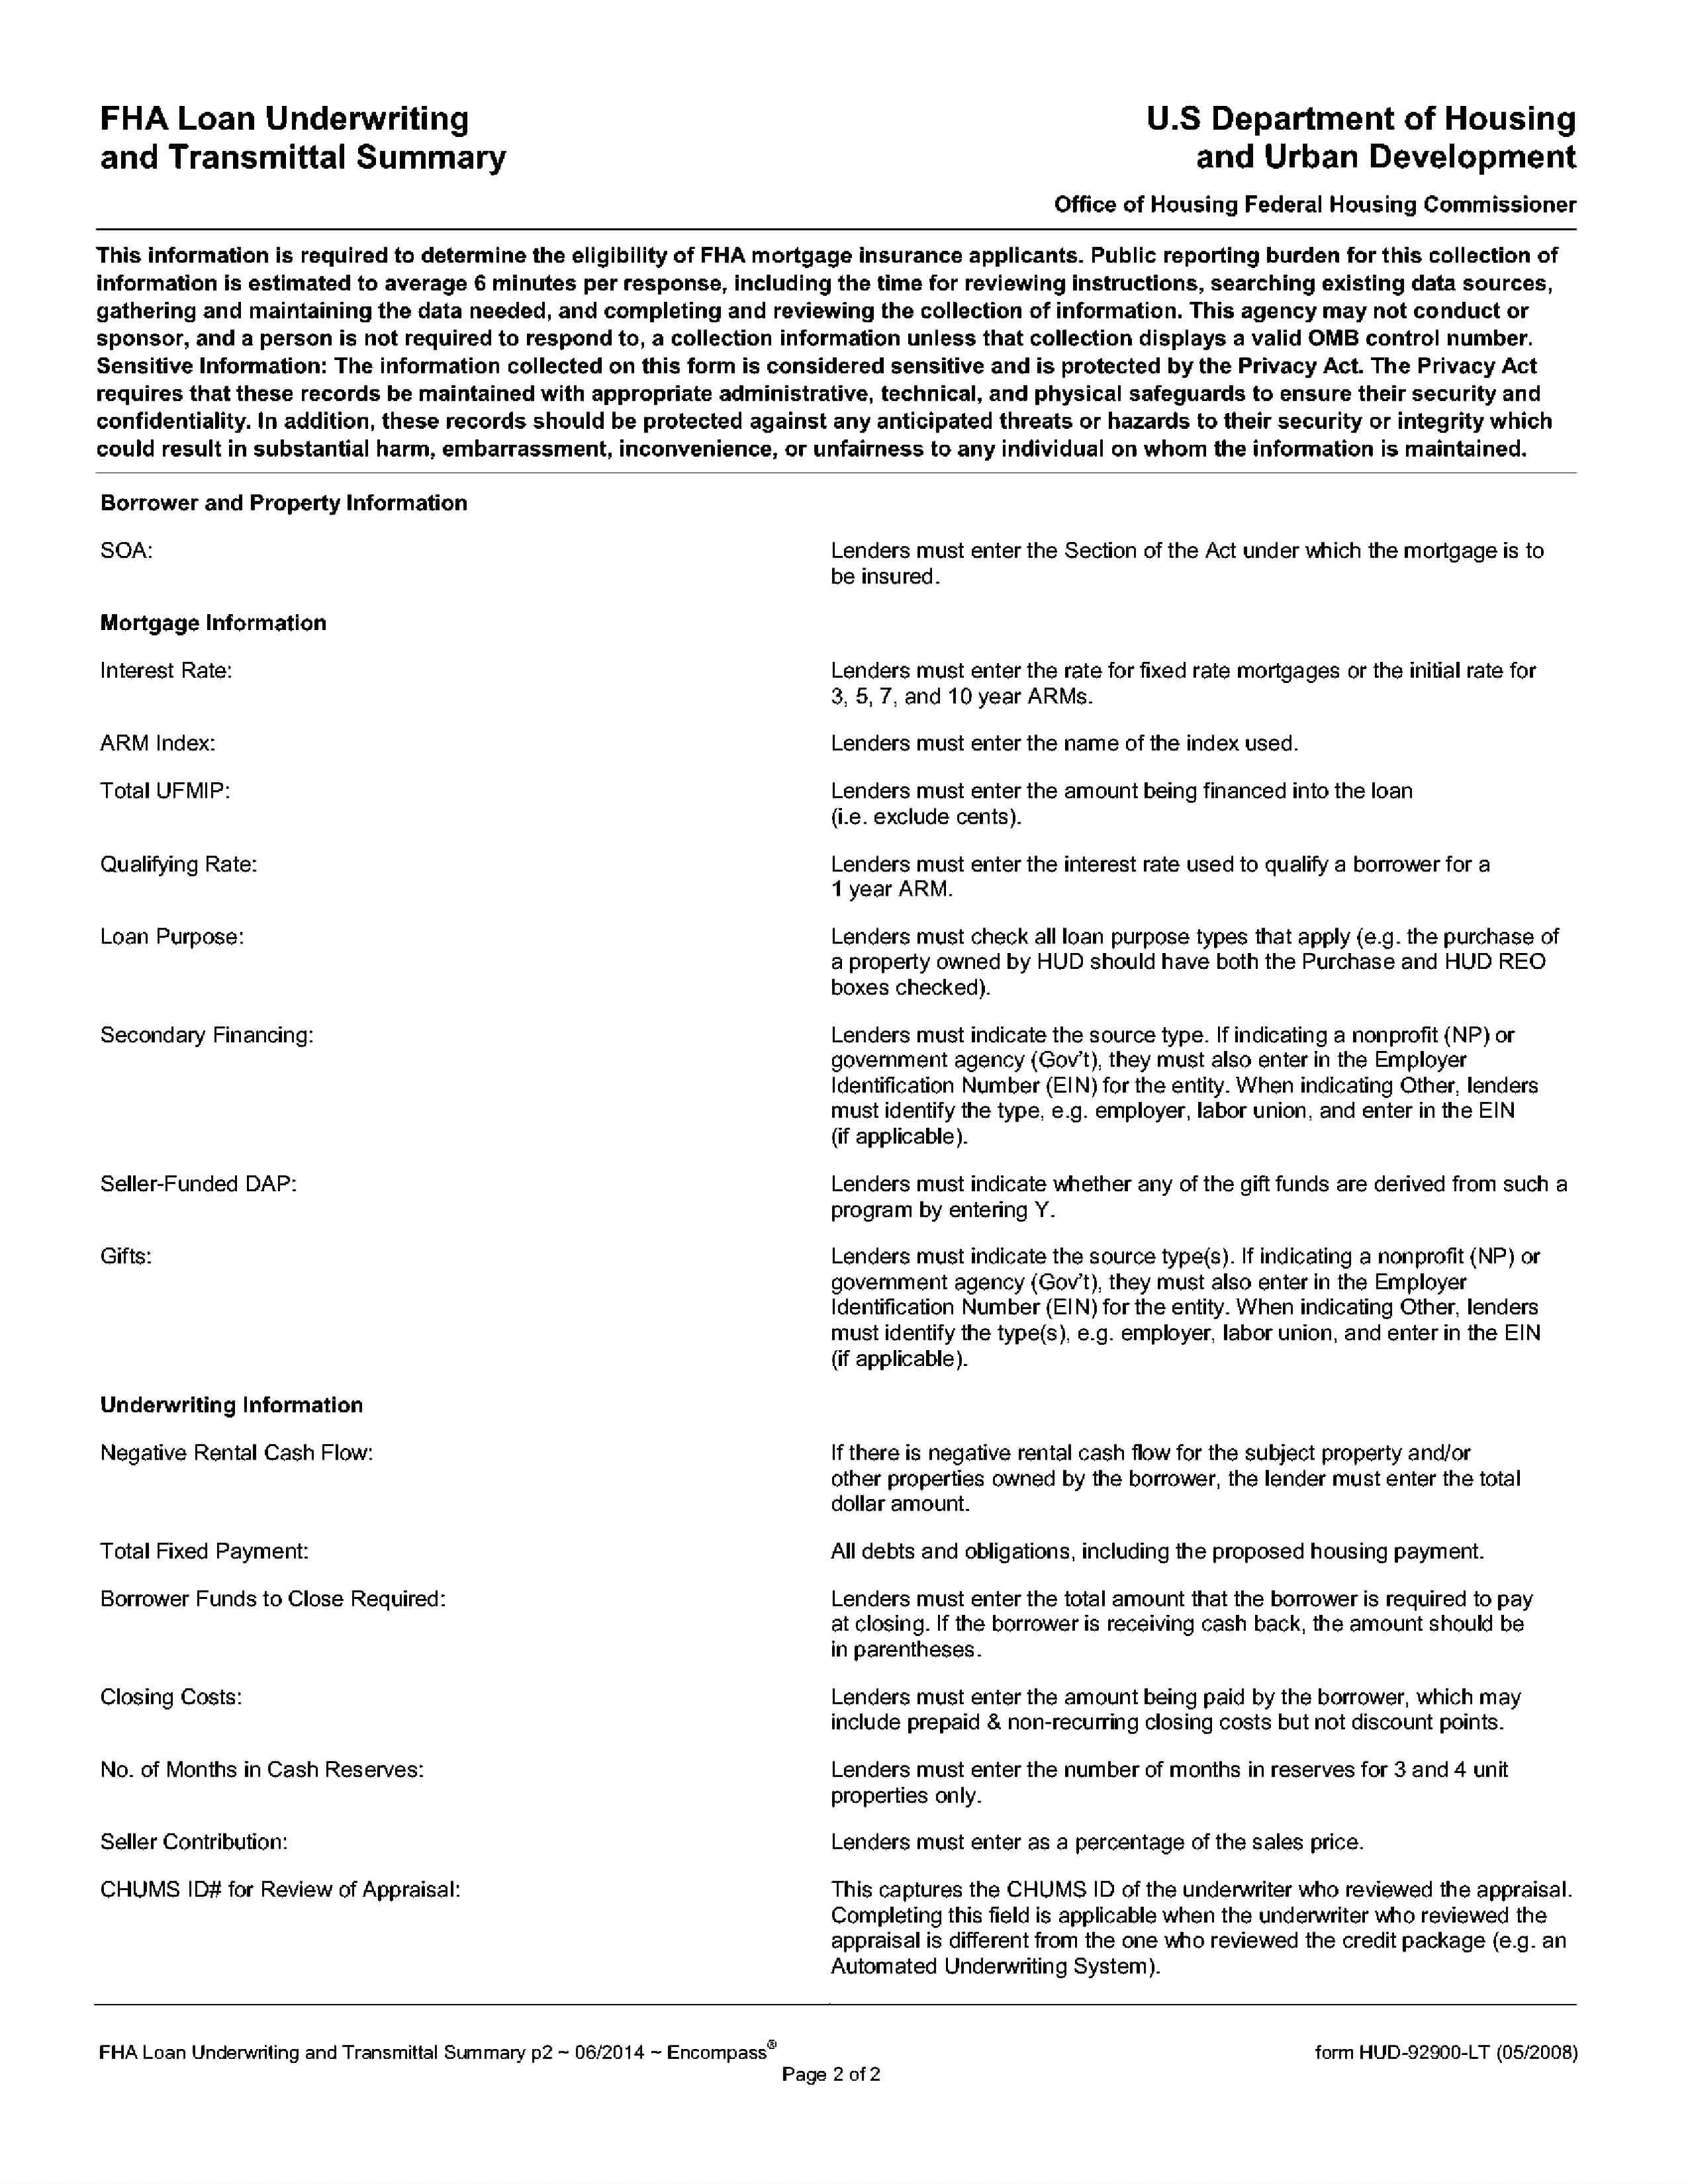 FHA Loan Underwriting
and Transmittal Summary
U.S Department of Housing
and Urban Development
Office of Housing Federal Housing Commissioner
This information is required to determine the eligibility of FHA mortgage insurance applicants. Public reporting burden for this collection of
information is estimated to average 6 minutes per response, including the time for reviewing instructions, searching existing data sources,
gathering and maintaining the data needed, and completing and reviewing the collection of information. This agency may not conduct or
sponsor, and a person is not required to respond to, a collection information unless that collection displays a valid OMB control number.
Sensitive Information: The information collected on this form is considered sensitive and is protected by the Privacy Act. The Privacy Act
requires that these records be maintained with appropriate administrative, technical, and physical safeguards to ensure their security and
confidentiality. In addition, these records should be protected against any anticipated threats or hazards to their security or integrity which
could result in substantial harm, embarrassment, inconvenience, or unfairness to any individual on whom the information is maintained.
Borrower and Property Information
SOA:
Lenders must enter the Section of the Act under which the mortgage is to
be insured.
Mortgage Information
Interest Rate:
Lenders must enter the rate for fixed rate mortgages or the initial rate for
3, 5, 7, and 10 year ARMs.
ARM Index:
Lenders must enter the name of the index used.
Total UFMIP:
Lenders must enter the amount being financed into the loan
(i.e. exclude cents).
Qualifying Rate:
Lenders must enter the interest rate used to qualify a borrower for a
1 year ARM.
Loan Purpose:
Lenders must check all loan purpose types that apply (e.g. the purchase of
a property owned by HUD should have both the Purchase and HUD REO
boxes checked).
Secondary Financing:
Lenders must indicate the source type. If indicating a nonprofit (NP) or
government agency (Gov't), they must also enter in the Employer
Identification Number (EIN) for the entity. When indicating Other, lenders
must identify the type, e.g. employer, labor union, and enter in the EIN
(if applicable).
Seller-Funded DAP:
Lenders must indicate whether any of the gift funds are derived from such a
program by entering Y.
Gifts:
Lenders must indicate the source type(s). If indicating a nonprofit (NP) or
government agency (Gov't), they must also enter in the Employer
Identification Number (EIN) for the entity. When indicating Other, lenders
must identify the type(s), e.g. employer, labor union, and enter in the EIN
(if applicable).
Underwriting Information
Negative Rental Cash Flow:
If there is negative rental cash flow for the subject property and/or
other properties owned by the borrower, the lender must enter the total
dollar amount.
Total Fixed Payment:
All debts and obligations, including the proposed housing payment.
Borrower Funds to Close Required:
Lenders must enter the total amount that the borrower is required to pay
at closing. If the borrower is receiving cash back, the amount should be
in parentheses.
Closing Costs:
Lenders must enter the amount being paid by the borrower, which may
include prepaid & non-recurring closing costs but not discount points.
No. of Months in Cash Reserves:
Lenders must enter the number of months in reserves for 3 and 4 unit
properties only.
Seller Contribution:
Lenders must enter as a percentage of the sales price.
CHUMS ID# for Review of Appraisal:
This captures the CHUMS ID of the underwriter who reviewed the appraisal.
Completing this field is applicable when the underwriter who reviewed the
appraisal is different from the one who reviewed the credit package (e.g. an
Automated Underwriting System).
FHA Loan Underwriting and Transmittal Summary p2 ~ 06/2014 ~ Encompass®
form HUD-92900-LT (05/2008)
Page 2 of 2